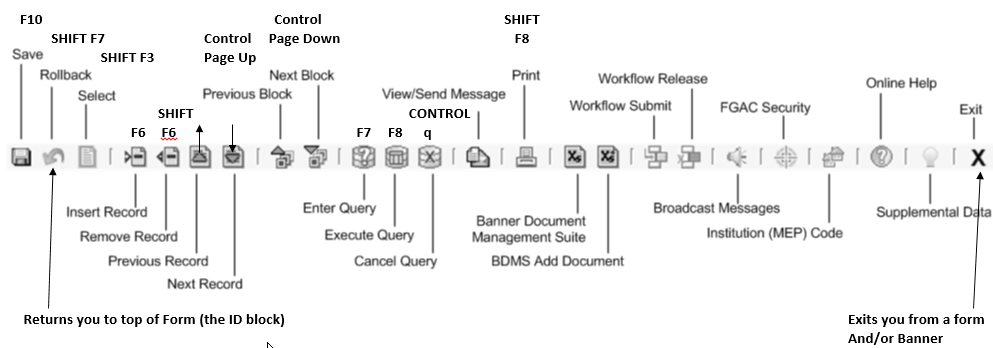 F10
SHIFT F7
SHIFT F3
Control
Page Up
Control
Page Down
SHIFT
F8
Save
Rollback
Select
Previous Block
Next Block
View/Send Message
Print
Workflow Release
Workflow Submit
FGAC Security
Online Help
Exit
SHIFT
F6
F6
F7
F8
CONTROL
q
X
Insert Record
Remove Record
Previous Record
Next Record
Enter Query
Execute Query
Cancel Query
Banner Document
Management Suite
BDMS Add Document
Broadcast Messages
Institution (MEP) Code
Supplemental Data
Returns you to top of Form (the ID block)
Exits you from a form
And/or Banner